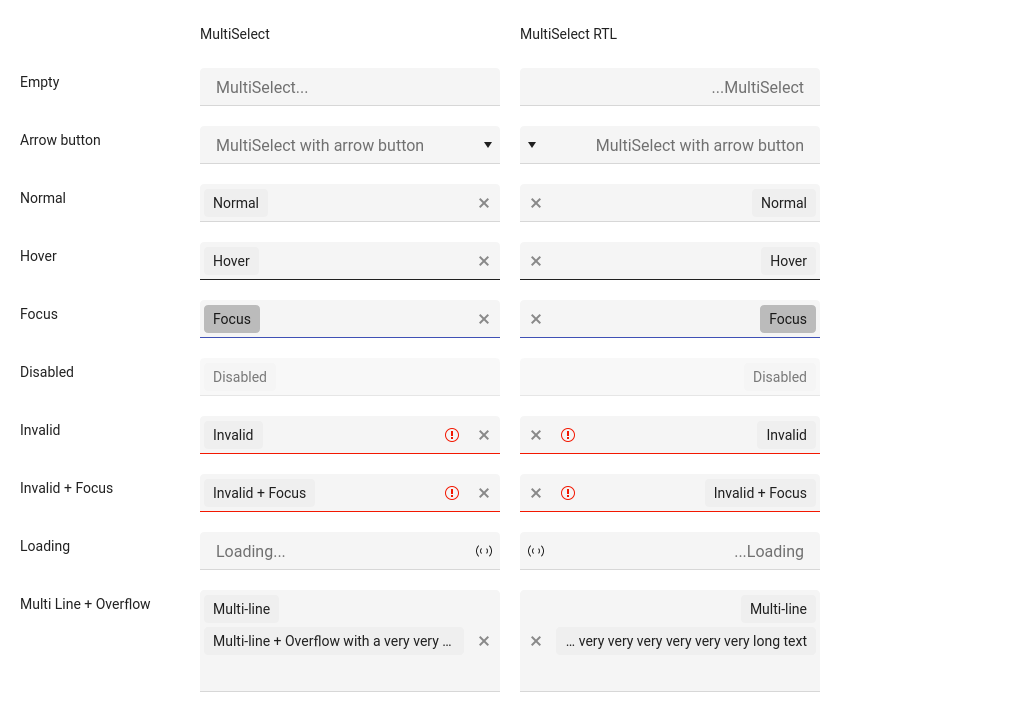 MultiSelect MultiSelect RTL
Empty MultiSelect... ...MultiSelect
Arrow button MultiSelect with arrow button MultiSelect with arrow button
Normal Normal Normal
Hover Hover Hover
Focus Focus Focus
Disabled Disabled Disabled
Invalid Invalid Invalid
Invalid + Focus Invalid + Focus Invalid + Focus
Loading Loading... ...Loading
Multi Line + Overflow Multi-line Multi-line
Multi-line + Overflow with a very very ... ... very very very very very very long text